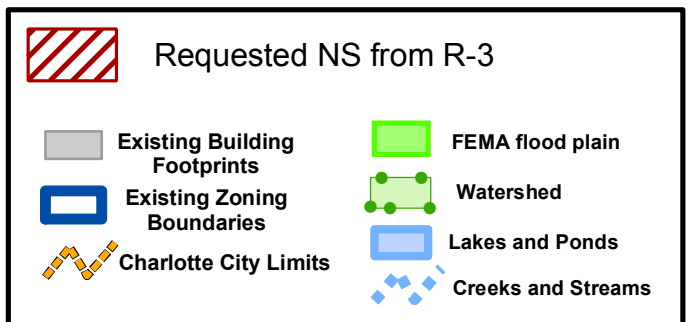 Requested NS from R-3
Existing Building
Footprints
Existing Zoning
Boundaries
Charlotte City Limits
FEMA flood plain
Watershed
Lakes and Ponds
Creeks and Streams